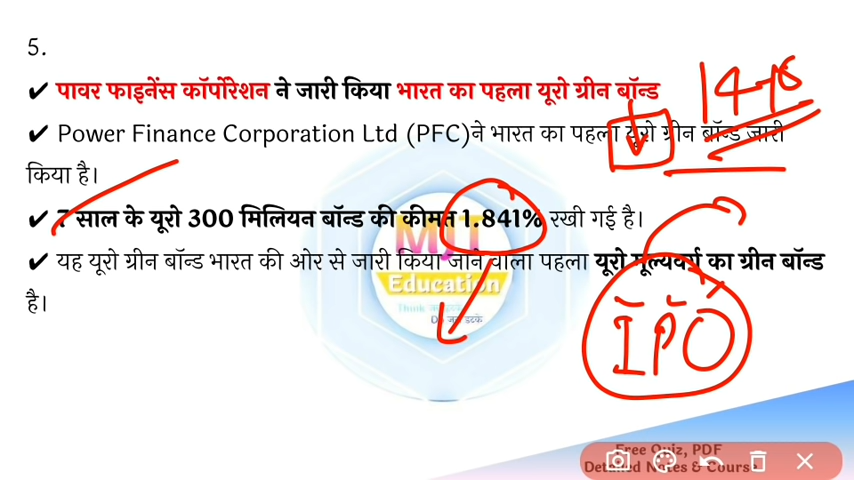 5.
✔ पावर फाइनेंस कॉर्पोरेशन ने जारी किया भारत का पहला यूरो ग्रीन बॉन्ड
✔ Power Finance Corporation Ltd (PFC)ने भारत का पहला यूरो ग्रीन बॉन्ड जारी
किया है।
✔ 7 साल के यूरो 300 मिलियन बॉन्ड की कीमत 1.841% रखी गई है।
✔ यह यूरो ग्रीन बॉन्ड भारत की ओर से जारी किया जाने वाला पहला यूरो मूल्यवर्ग का ग्रीन बॉन्ड
है।
IPO
MJT
Education
Free Quiz, PDF
Detailed Notes & Course